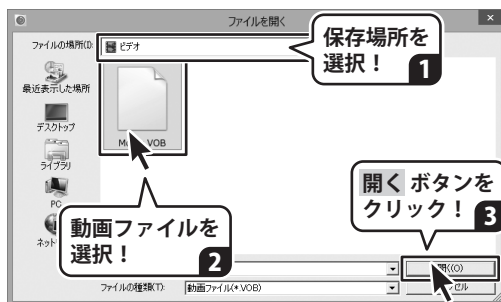 ファイルを開く
ファイルの場所(I):
ビデオ
保存場所を
選択！
1
最近表示した場所
デスクトップ
ライブラリ
PC
VOB
動画ファイルを
選択！
2
開く ボタンを
クリック！
3
ファイルの種類(T):
動画ファイル(*.VOB)